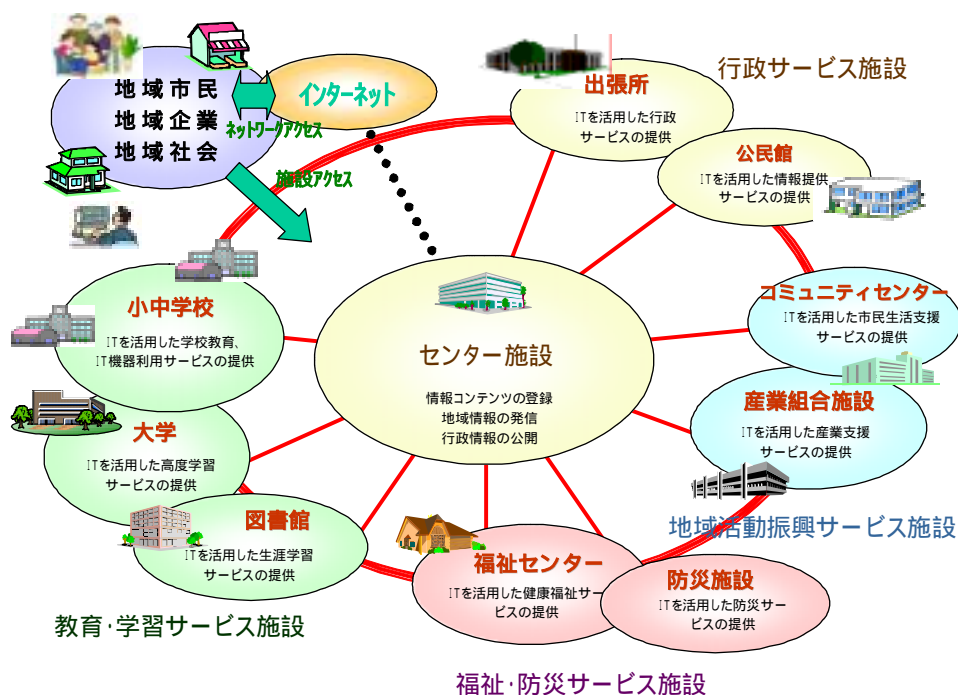 地域市民
地域企業
地域社会
インターネット
ネットワークアクセス
施設アクセス
出張所
ITを活用した行政
サービスの提供
行政サービス施設
公民館
ITを活用した情報提供
サービスの提供
コミュニティセンター
ITを活用した市民生活支援
サービスの提供
産業組合施設
ITを活用した産業支援
サービスの提供
地域活動振興サービス施設
センター施設
情報コンテンツの登録
地域情報の発信
行政情報の公開
小中学校
ITを活用した学校教育、
IT機器利用サービスの提供
大学
ITを活用した高度学習
サービスの提供
図書館
ITを活用した生涯学習
サービスの提供
教育・学習サービス施設
福祉センター
ITを活用した健康福祉サー
ビスの提供
防災施設
ITを活用した防災サー
ビスの提供
福祉・防災サービス施設